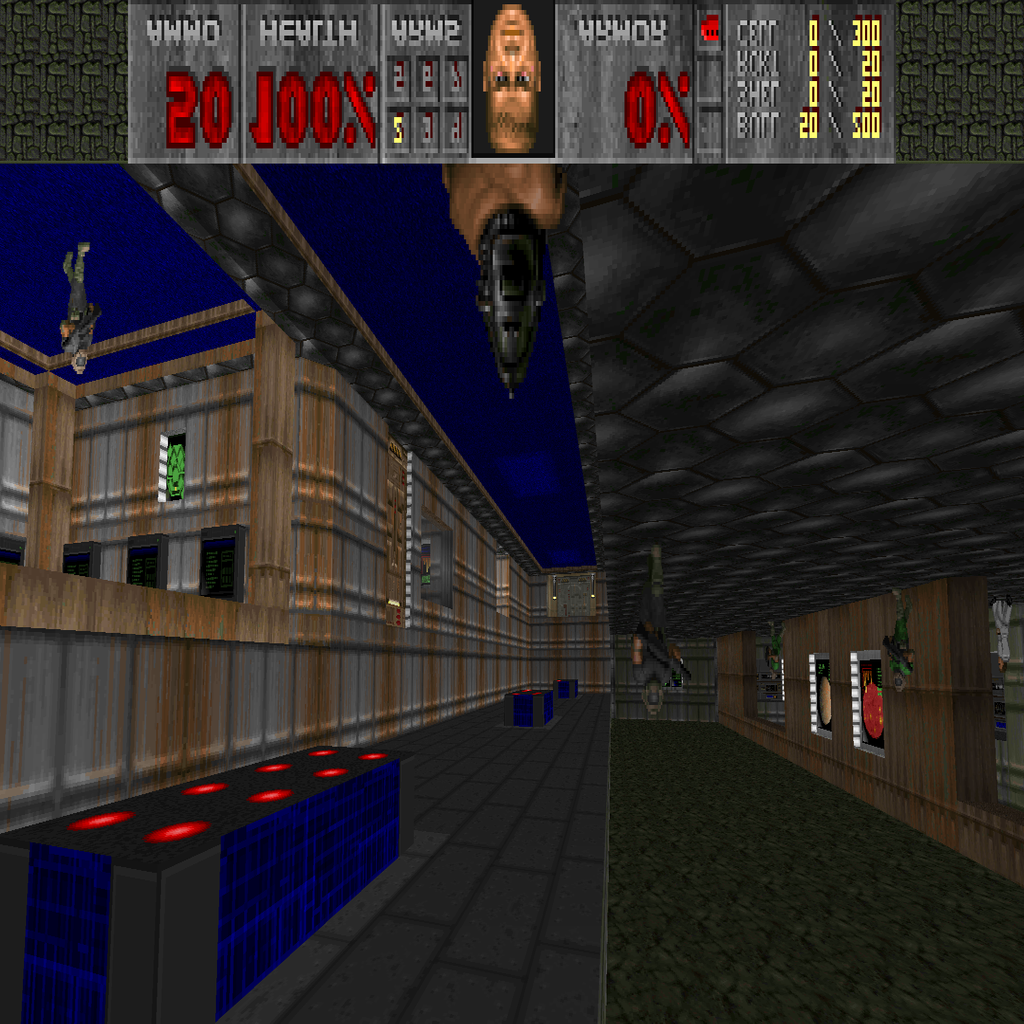 50 100% 2 3 4 0%
5 6 7
AMMO HEALTH ARMS ARMOR
BULL 50 / 200
SHEL 0 / 50
RCKT 0 / 50
CELL 0 / 300